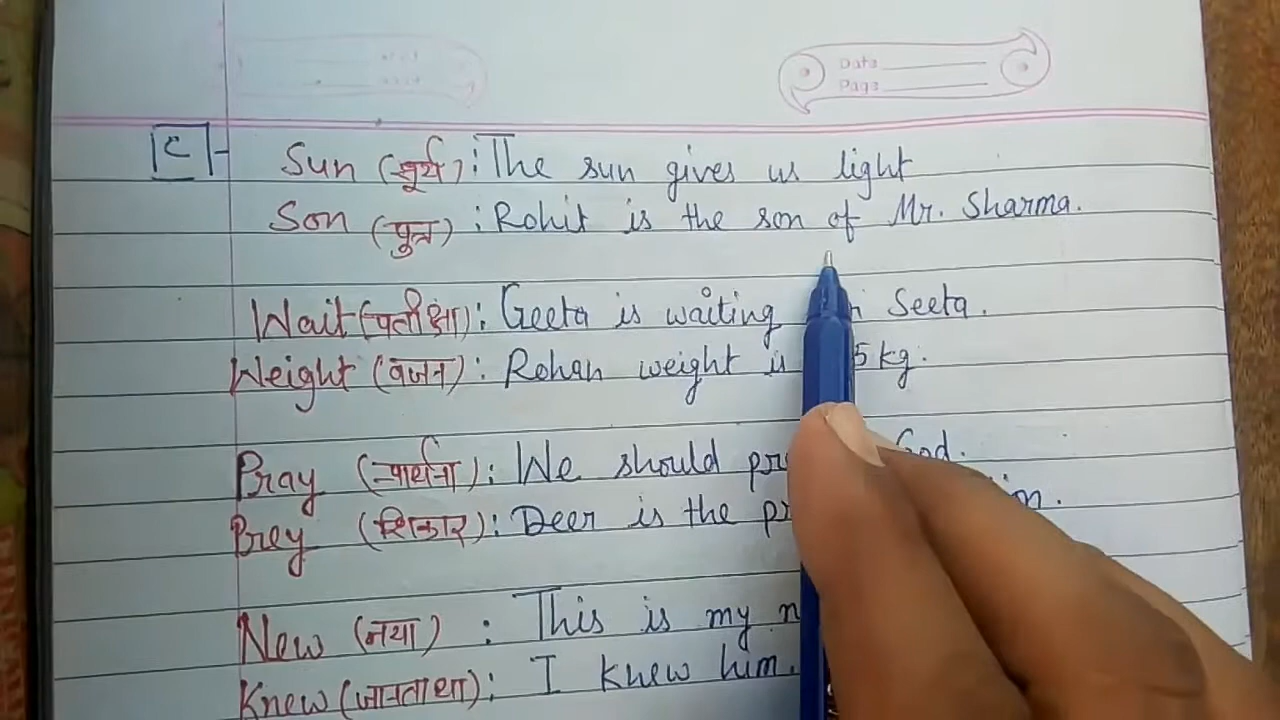 Date
Page
C - Sun (सूर्य) : The sun gives us light
Son (पुत्र) : Rohit is the son of Mr. Sharma.
Wait (प्रतीक्षा) : Geeta is waiting Seeta.
Weight (वजन) : Rohan weight is 5 kg.
Pray (प्रार्थना) : We should God.
Prey (शिकार) : Deer is the
New (नया) : This is my
Knew (जानता था) : I knew him.